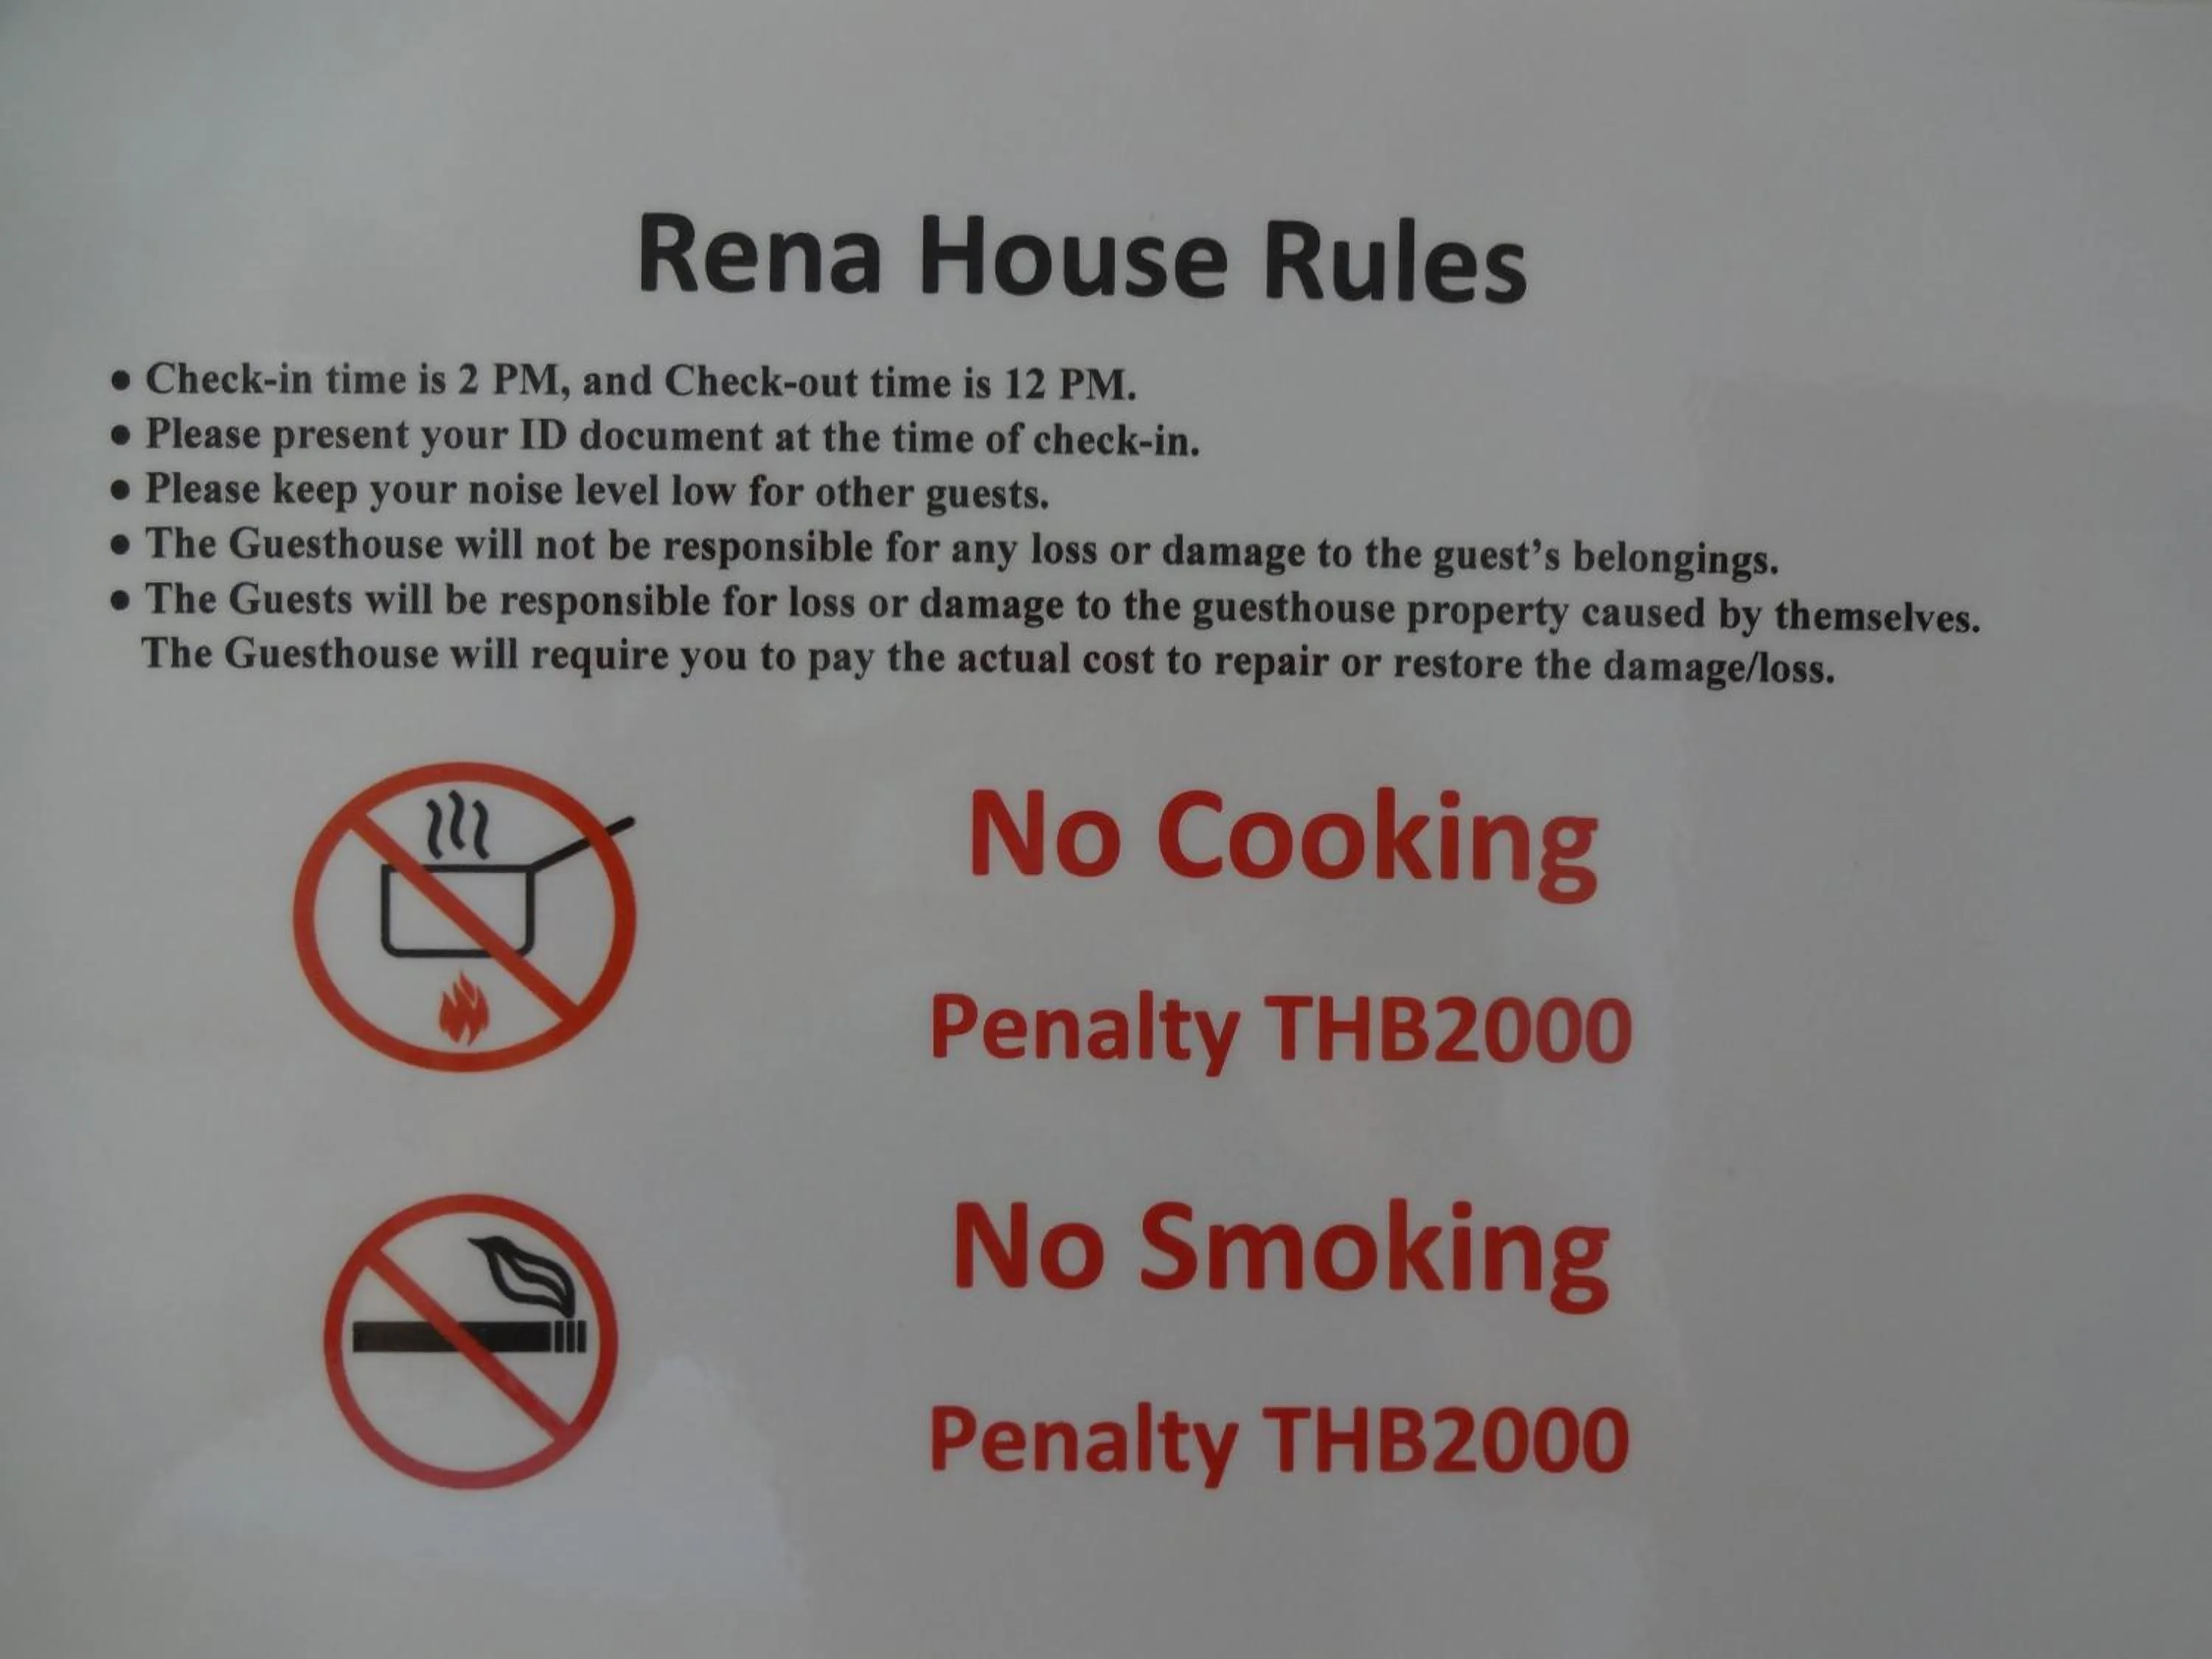 Rena House Rules
• Check-in time is 2 PM, and Check-out time is 12 PM.
• Please present your ID document at the time of check-in.
• Please keep your noise level low for other guests.
• The Guesthouse will not be responsible for any loss or damage to the guest’s belongings.
• The Guests will be responsible for loss or damage to the guesthouse property caused by themselves.
The Guesthouse will require you to pay the actual cost to repair or restore the damage/loss.
No Cooking
Penalty THB2000
No Smoking
Penalty THB2000